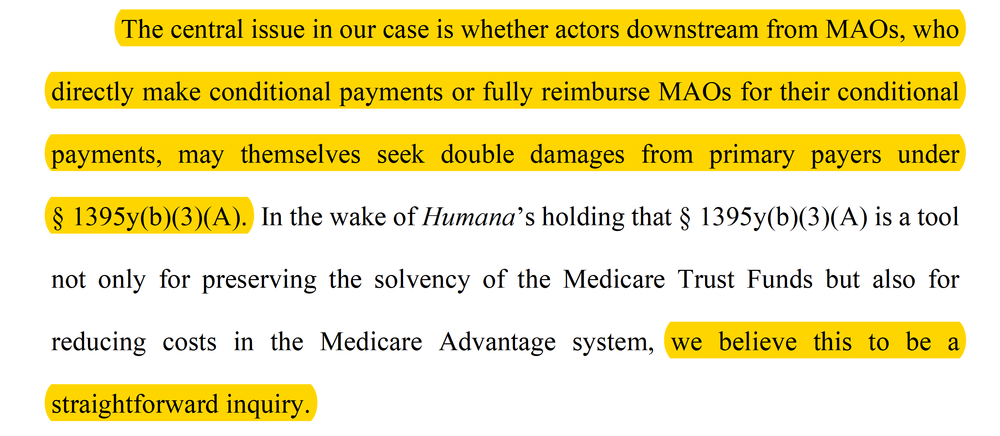 The central issue in our case is whether actors downstream from MAOs, who
directly make conditional payments or fully reimburse MAOs for their conditional
payments, may themselves seek double damages from primary payers under
§ 1395y(b)(3)(A). In the wake of Humana’s holding that § 1395y(b)(3)(A) is a tool
not only for preserving the solvency of the Medicare Trust Funds but also for
reducing costs in the Medicare Advantage system, we believe this to be a
straightforward inquiry.